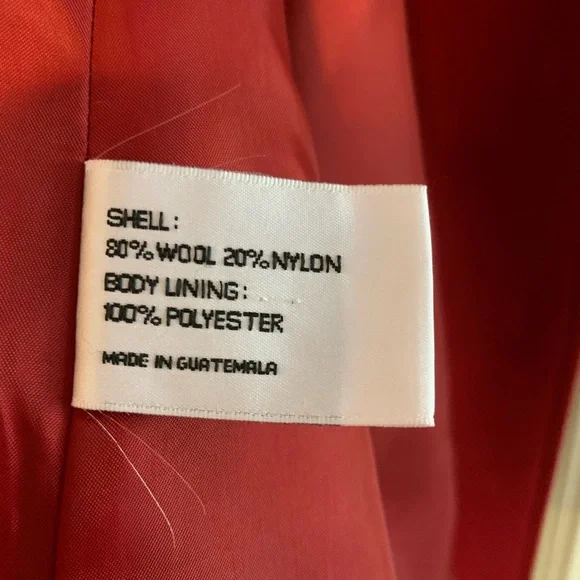 SHELL:
80% WOOL 20% NYLON
BODY LINING:
100% POLYESTER
MADE IN GUATEMALA